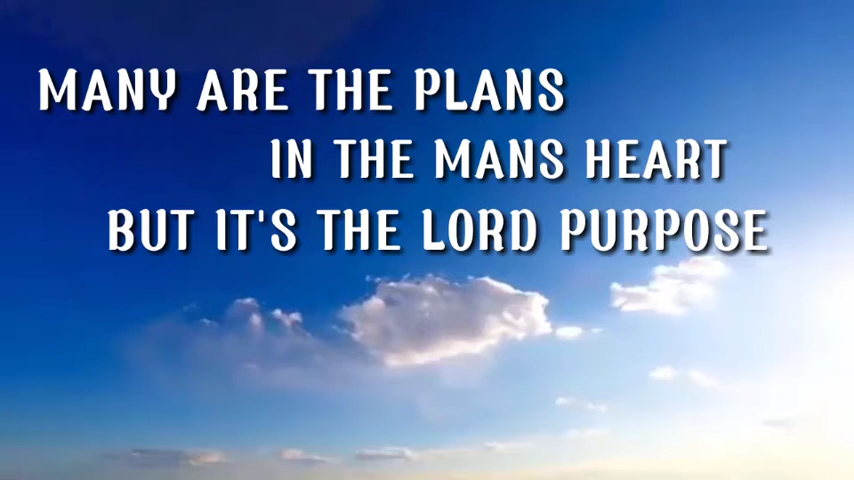 MANY ARE THE PLANS
IN THE MANS HEART
BUT IT'S THE LORD PURPOSE